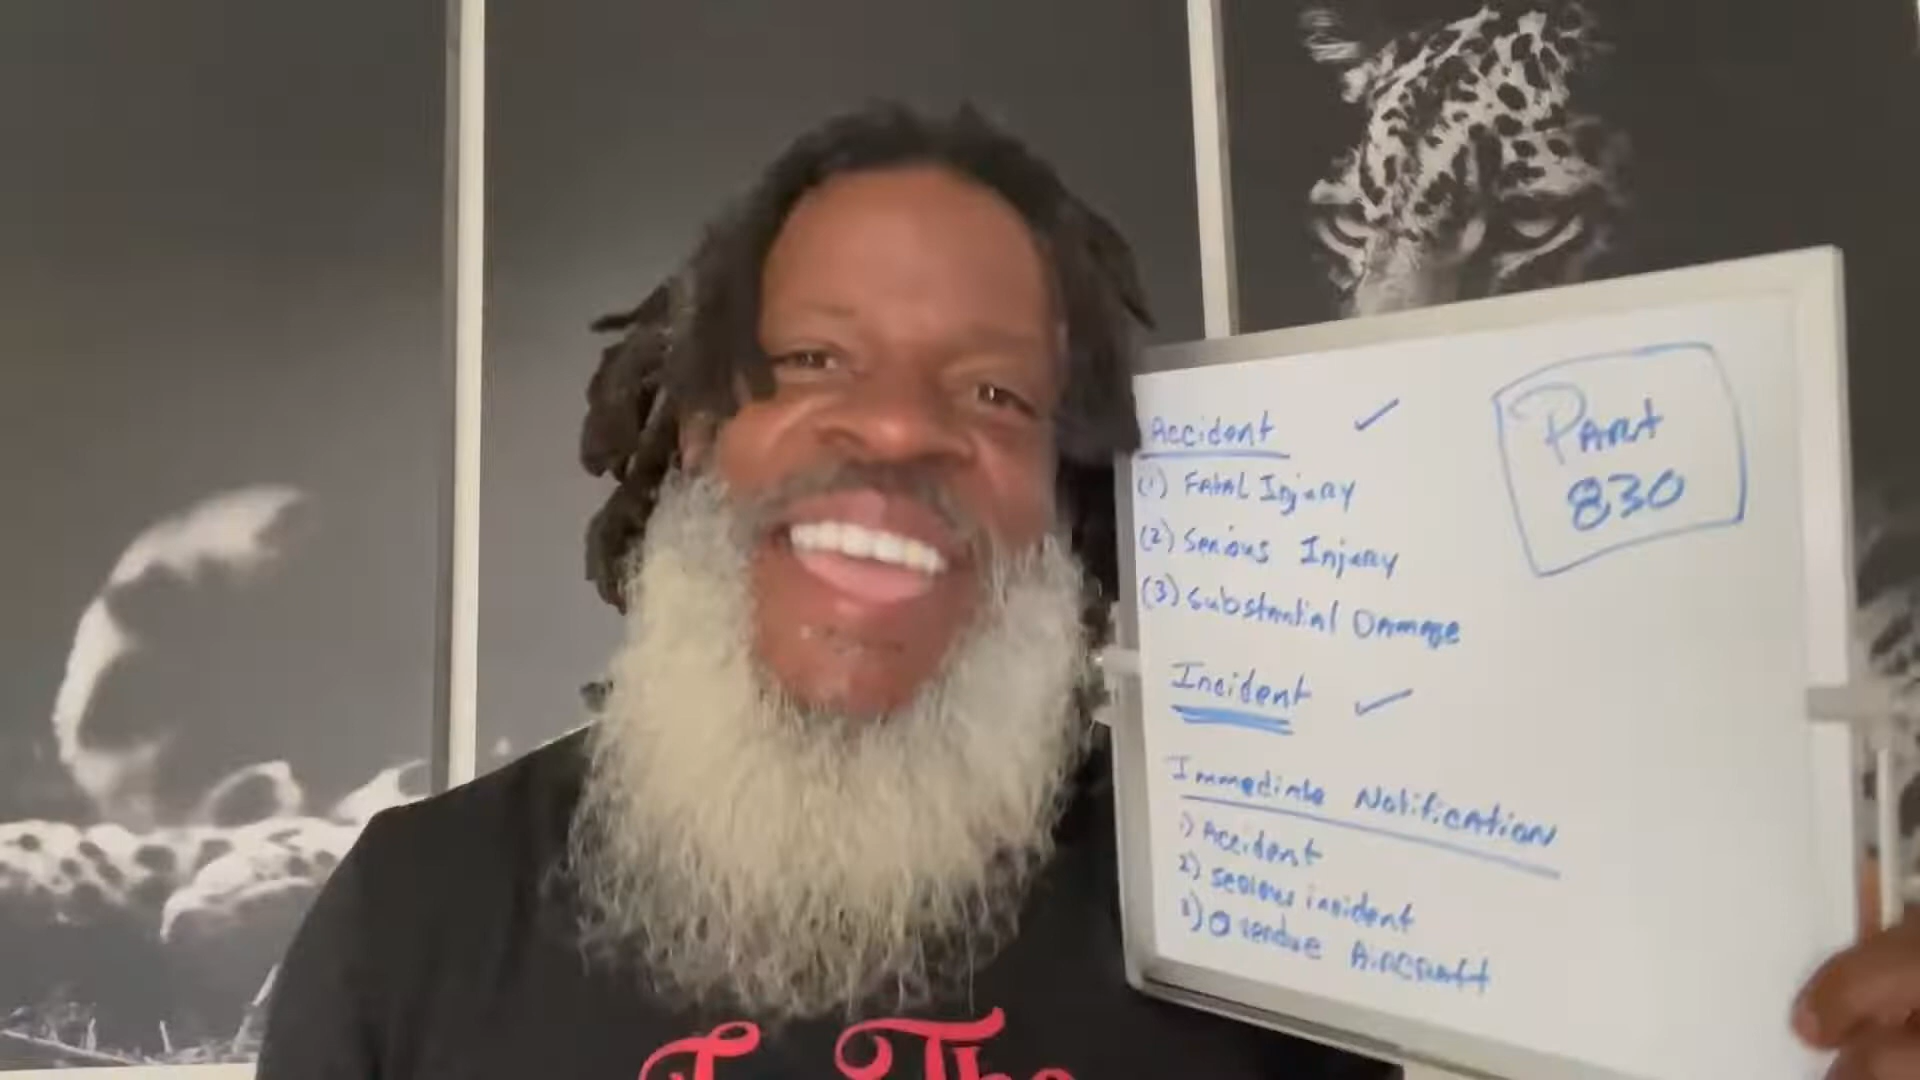 Accident
(1) Fatal Injury
(2) Serious Injury
(3) Substantial Damage
Incident
Immediate Notification
1) Accident
2) serious incident
3) Overdue Aircraft
Part
830
The